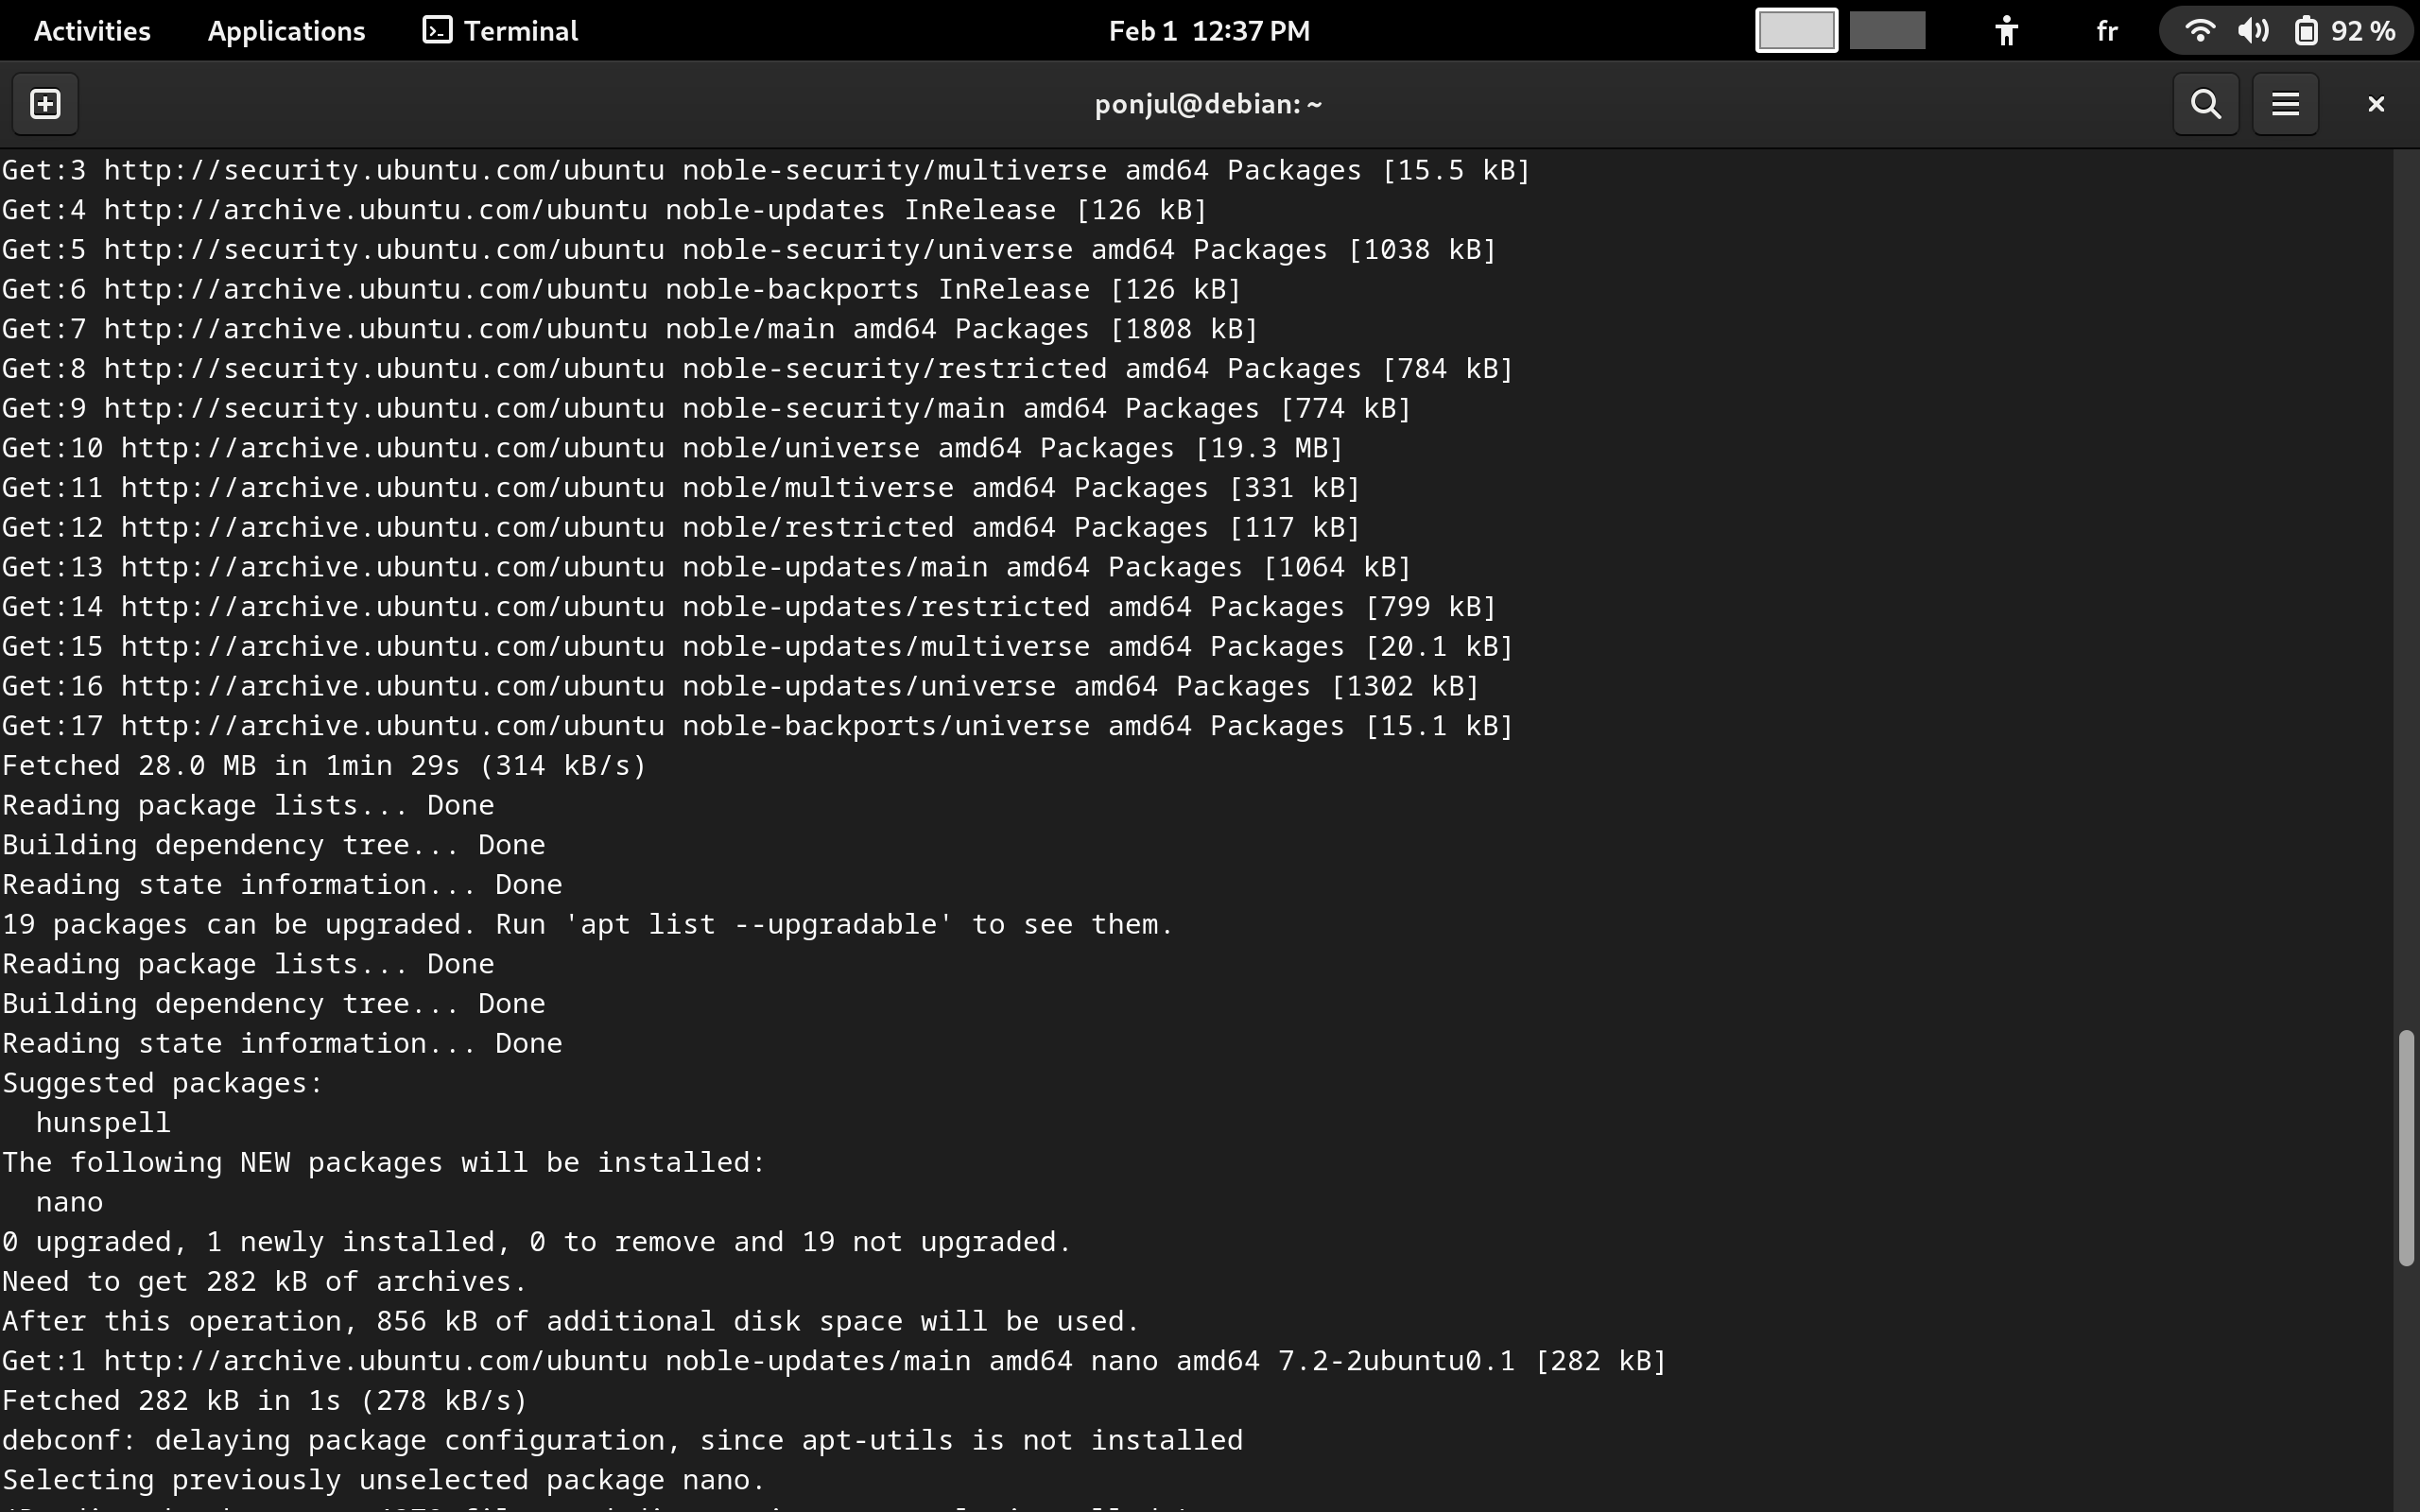 Activities Applications Terminal Feb 1 12:37 PM fr 92 %
ponjul@debian: ~
Get:3 http://security.ubuntu.com/ubuntu noble-security/multiverse amd64 Packages [15.5 kB]
Get:4 http://archive.ubuntu.com/ubuntu noble-updates InRelease [126 kB]
Get:5 http://security.ubuntu.com/ubuntu noble-security/universe amd64 Packages [1038 kB]
Get:6 http://archive.ubuntu.com/ubuntu noble-backports InRelease [126 kB]
Get:7 http://archive.ubuntu.com/ubuntu noble/main amd64 Packages [1808 kB]
Get:8 http://security.ubuntu.com/ubuntu noble-security/restricted amd64 Packages [784 kB]
Get:9 http://security.ubuntu.com/ubuntu noble-security/main amd64 Packages [774 kB]
Get:10 http://archive.ubuntu.com/ubuntu noble/universe amd64 Packages [19.3 MB]
Get:11 http://archive.ubuntu.com/ubuntu noble/multiverse amd64 Packages [331 kB]
Get:12 http://archive.ubuntu.com/ubuntu noble/restricted amd64 Packages [117 kB]
Get:13 http://archive.ubuntu.com/ubuntu noble-updates/main amd64 Packages [1064 kB]
Get:14 http://archive.ubuntu.com/ubuntu noble-updates/restricted amd64 Packages [799 kB]
Get:15 http://archive.ubuntu.com/ubuntu noble-updates/multiverse amd64 Packages [20.1 kB]
Get:16 http://archive.ubuntu.com/ubuntu noble-updates/universe amd64 Packages [1302 kB]
Get:17 http://archive.ubuntu.com/ubuntu noble-backports/universe amd64 Packages [15.1 kB]
Fetched 28.0 MB in 1min 29s (314 kB/s)
Reading package lists... Done
Building dependency tree... Done
Reading state information... Done
19 packages can be upgraded. Run 'apt list --upgradable' to see them.
Reading package lists... Done
Building dependency tree... Done
Reading state information... Done
Suggested packages:
  hunspell
The following NEW packages will be installed:
  nano
0 upgraded, 1 newly installed, 0 to remove and 19 not upgraded.
Need to get 282 kB of archives.
After this operation, 856 kB of additional disk space will be used.
Get:1 http://archive.ubuntu.com/ubuntu noble-updates/main amd64 nano amd64 7.2-2ubuntu0.1 [282 kB]
Fetched 282 kB in 1s (278 kB/s)
debconf: delaying package configuration, since apt-utils is not installed
Selecting previously unselected package nano.